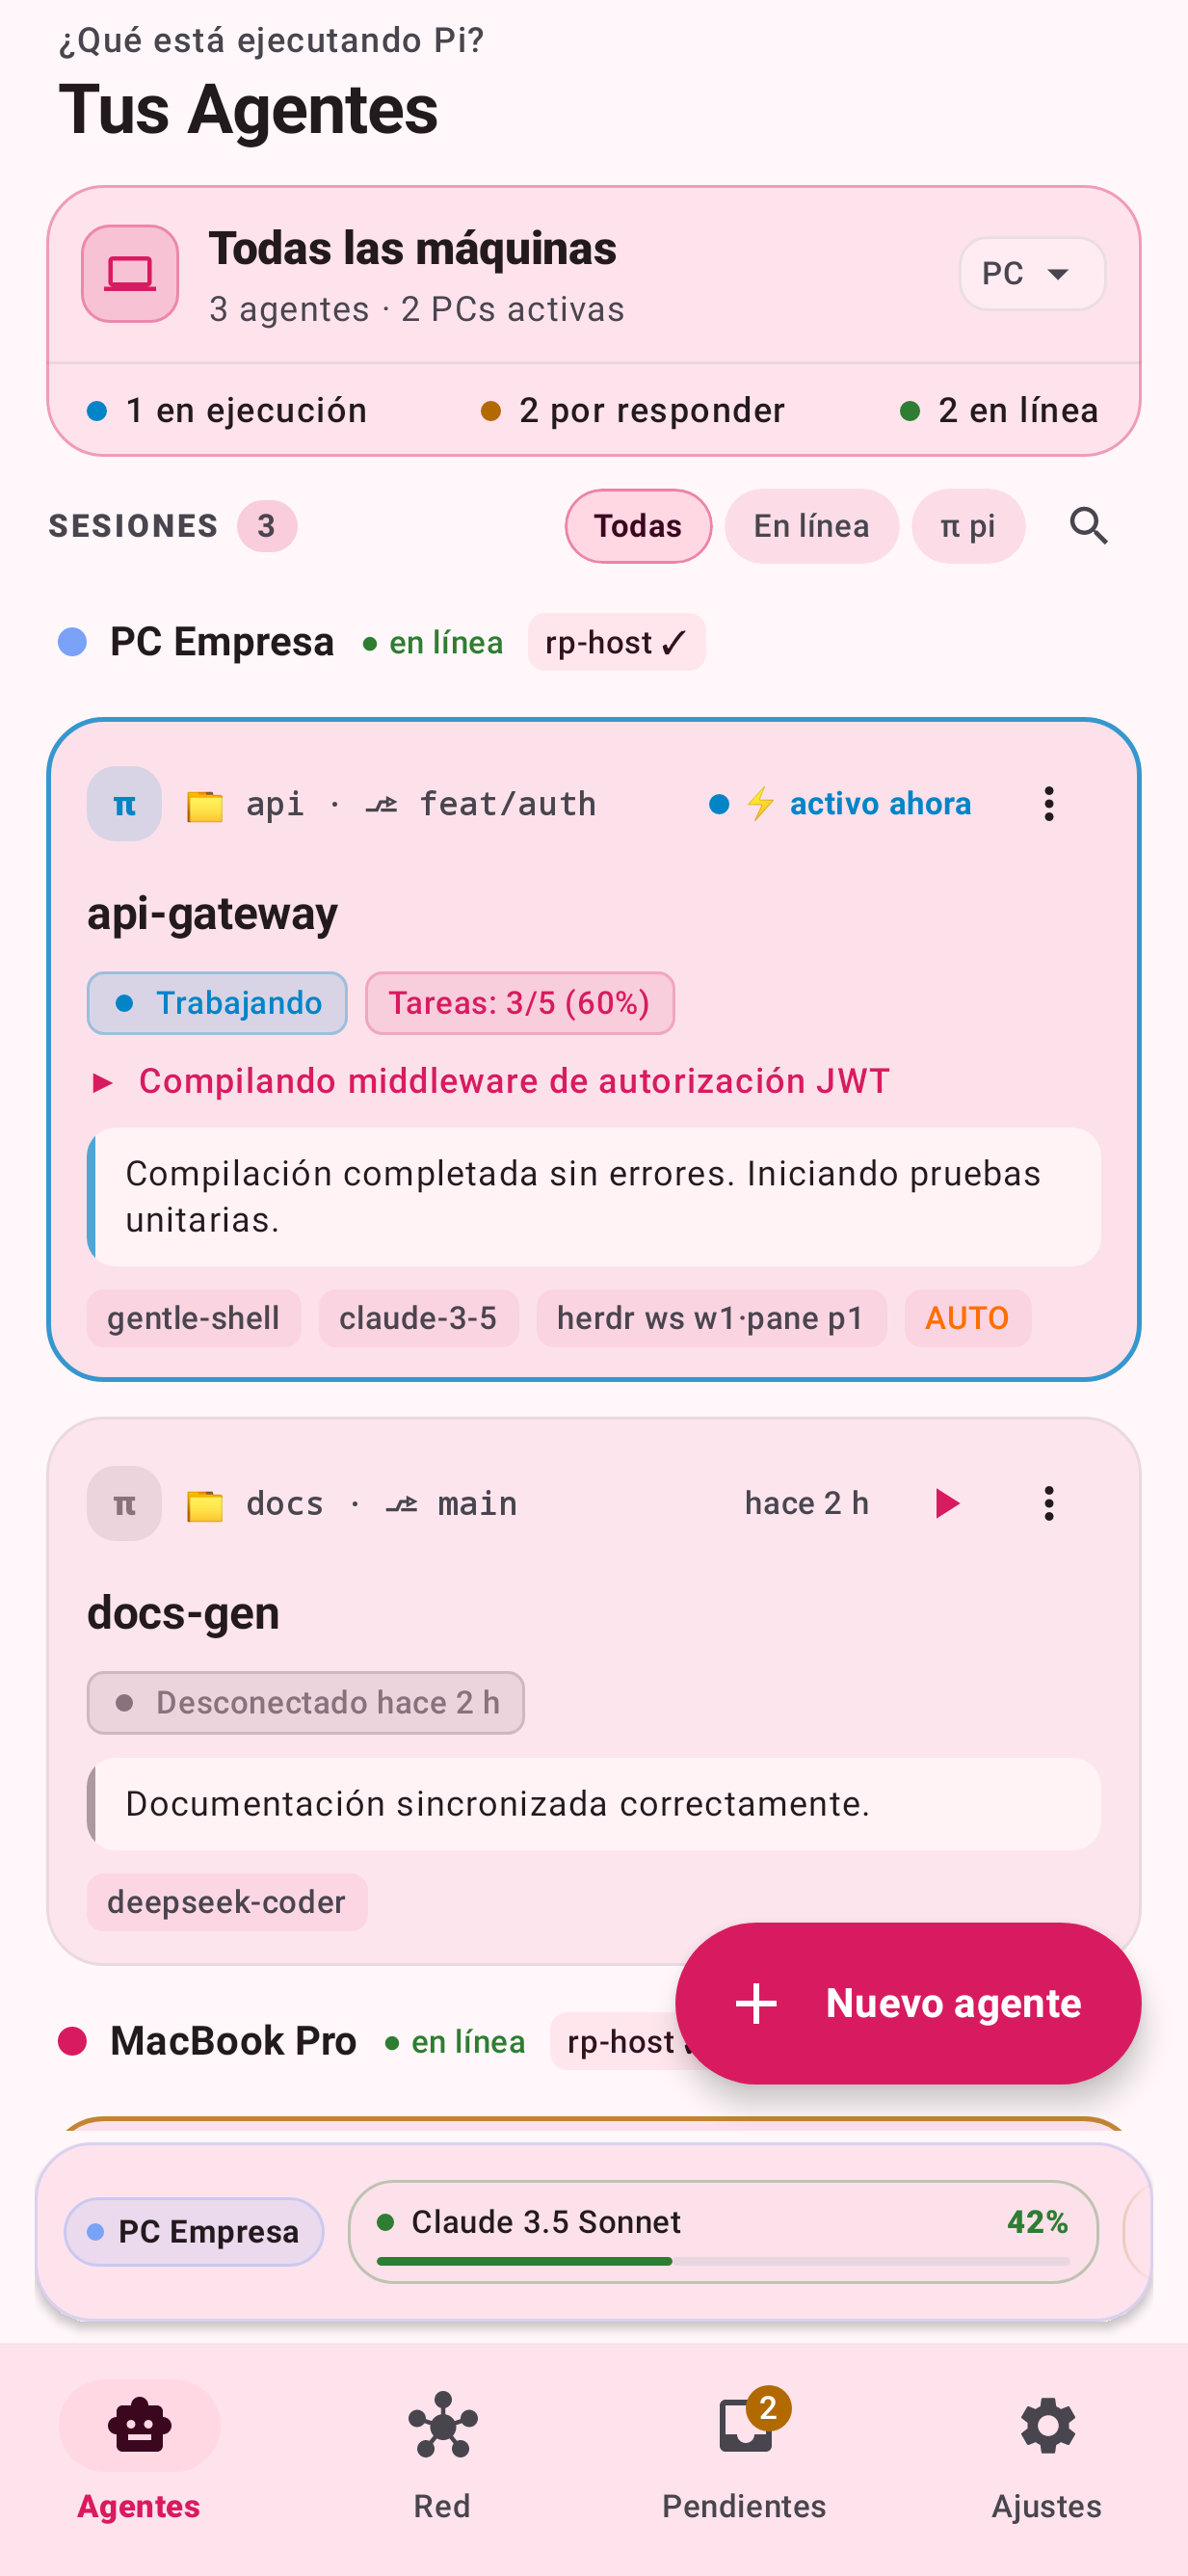 ¿Qué está ejecutando Pi?
Tus Agentes
Todas las máquinas
3 agentes · 2 PCs activas
PC
1 en ejecución
2 por responder
2 en línea
SESIONES 3
Todas
En línea
π pi
PC Empresa
en línea
rp-host ✓
π
api · feat/auth
⚡ activo ahora
api-gateway
Trabajando
Tareas: 3/5 (60%)
▶ Compilando middleware de autorización JWT
Compilación completada sin errores. Iniciando pruebas
unitarias.
gentle-shell
claude-3-5
herdr ws w1·pane p1
AUTO
π
docs · main
hace 2 h
docs-gen
Desconectado hace 2 h
Documentación sincronizada correctamente.
deepseek-coder
+ Nuevo agente
MacBook Pro
en línea
rp-host
PC Empresa
Claude 3.5 Sonnet
42%
2
Agentes
Red
Pendientes
Ajustes